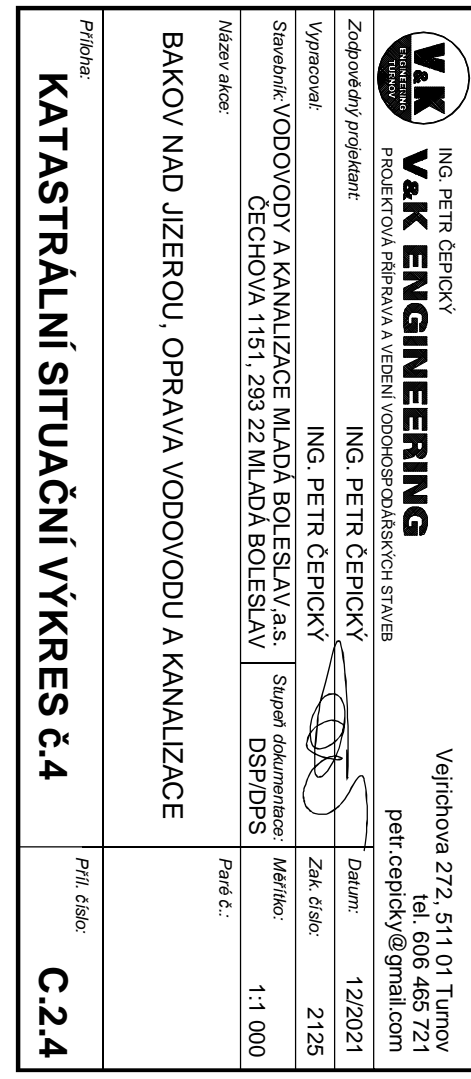 V&K
ENGINEERING
TURNOV
ING. PETR ČEPICKÝ
V&K ENGINEERING
PROJEKTOVÁ PŘÍPRAVA A VEDENÍ VODOHOSPODÁŘSKÝCH STAVEB
Vejrichova 272, 511 01 Turnov
tel. 606 465 721
petr.cepicky@gmail.com
Zodpovědný projektant: ING. PETR ČEPICKÝ
Datum: 12/2021
Vypracoval: ING. PETR ČEPICKÝ
Zak. číslo: 2125
Stavebník: VODOVODY A KANALIZACE MLADÁ BOLESLAV,a.s.
ČECHOVA 1151, 293 22 MLADÁ BOLESLAV
Stupeň dokumentace:
DSP/DPS
Měřítko:
1:1 000
Název akce:
BAKOV NAD JIZEROU, OPRAVA VODOVODU A KANALIZACE
Paré č.:
Příloha:
KATASTRÁLNÍ SITUAČNÍ VÝKRES č.4
Příl. číslo:
C.2.4